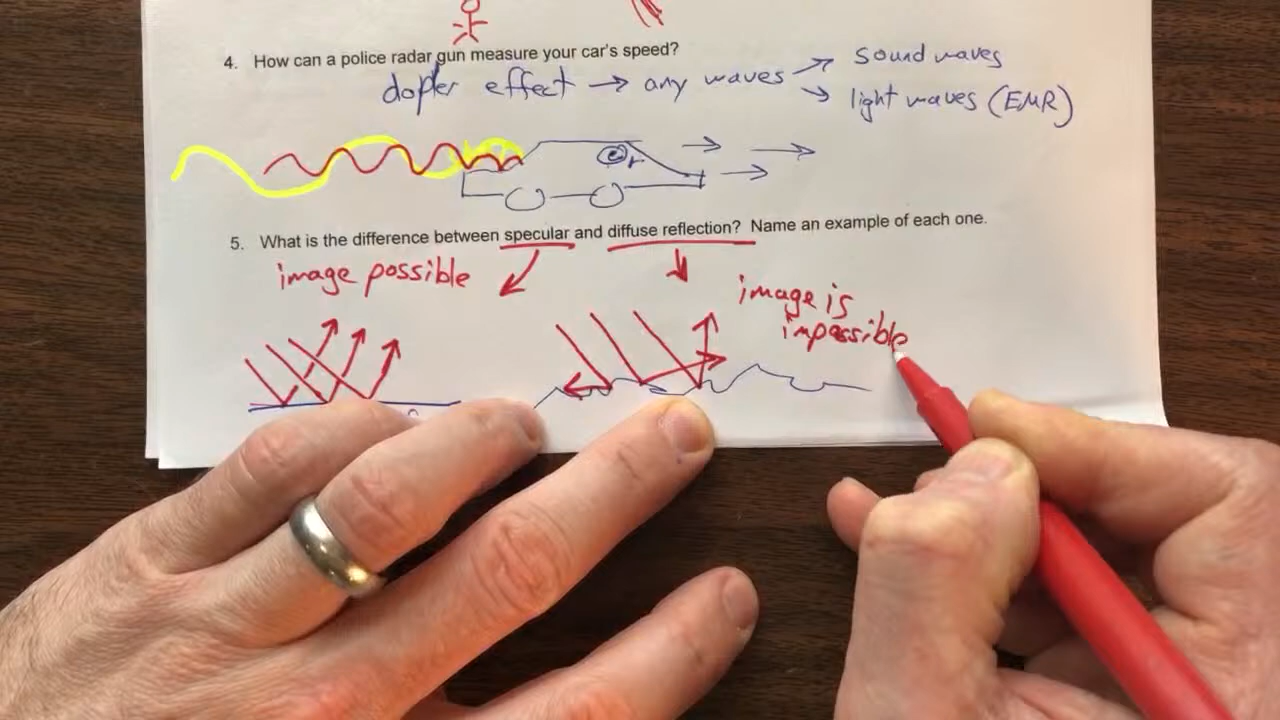 4. How can a police radar gun measure your car's speed?
dopler effect → any waves → sound waves
→ light waves (EMR)
5. What is the difference between specular and diffuse reflection? Name an example of each one.
image possible
image is
impossible